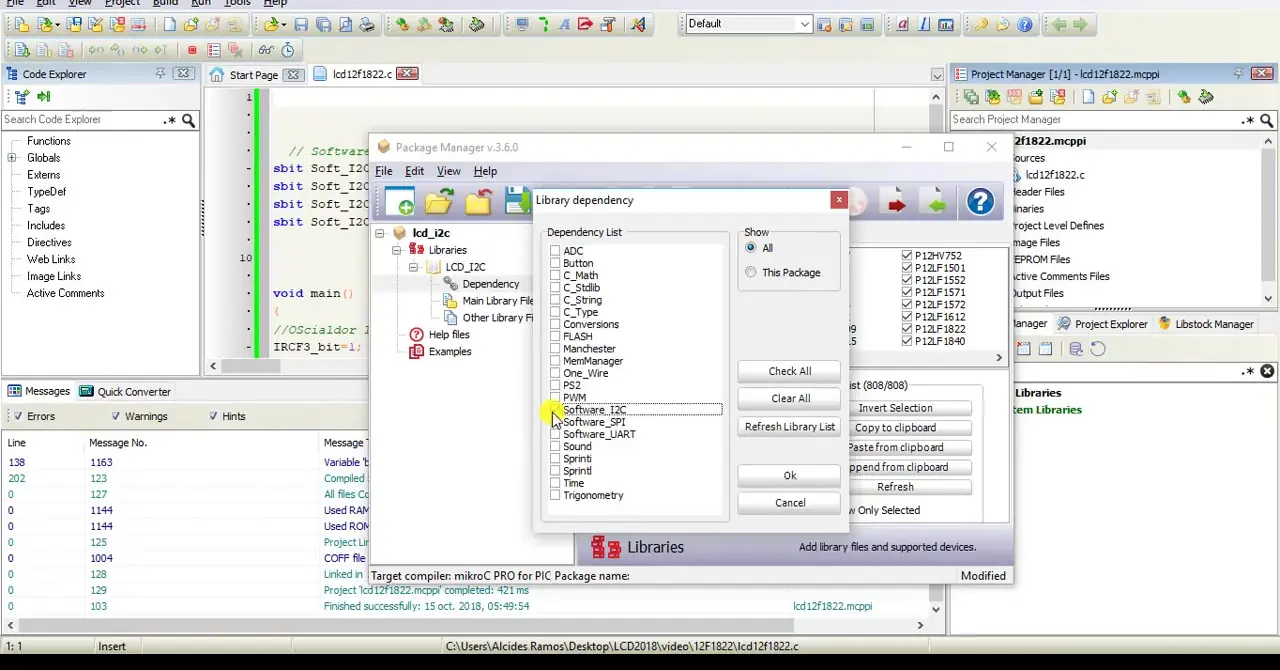 File Edit View Project Build Run Tools Help
Default
Code Explorer
Start Page
lcd12f1822.c
Project Manager [1/1] - lcd12f1822.mcppi
Search Code Explorer
Functions
Globals
Externs
TypeDef
Tags
Includes
Directives
Web Links
Image Links
Active Comments
1
10
// Software
sbit Soft_I2C
sbit Soft_I2C
sbit Soft_I2C
sbit Soft_I2C
void main()
{
//OScialdor I
IRCF3_bit=1;
Package Manager v.3.6.0
File Edit View Help
lcd_i2c
Libraries
LCD_I2C
Dependency
Main Library File
Other Library Fi
Help files
Examples
Library dependency
Dependency List
ADC
Button
C_Math
C_Stdlib
C_String
C_Type
Conversions
FLASH
Manchester
MemManager
One_Wire
PS2
PWM
Software_I2C
Software_SPI
Software_UART
Sound
Sprinti
Sprintl
Time
Trigonometry
Show
All
This Package
Check All
Clear All
Refresh Library List
Ok
Cancel
P12HV752
P12LF1501
P12LF1552
P12LF1571
P12LF1572
P12LF1612
P12LF1822
P12LF1840
ist (808/808)
Invert Selection
Copy to clipboard
Paste from clipboard
ppend from clipboard
Refresh
w Only Selected
Libraries
Add library files and supported devices.
Target compiler: mikroC PRO for PIC Package name:
Modified
Search Project Manager
2f1822.mcppi
ources
lcd12f1822.c
eader Files
inaries
roject Level Defines
mage Files
EPROM Files
ctive Comments Files
utput Files
anager
Project Explorer
Libstock Manager
Libraries
tem Libraries
Messages
Quick Converter
Errors
Warnings
Hints
Line
Message No.
Message T
138 1163 Variable 'b
202 123 Compiled
0 127 All files Co
0 1144 Used RAM
0 1144 Used ROM
0 125 Project Lin
0 1004 COFF file
0 128 Linked in
0 129 Project 'lcd12f1822.mcppi' completed: 421 ms
0 103 Finished successfully: 15 oct. 2018, 05:49:54 lcd12f1822.mcppi
1: 1
Insert
C:\Users\Alcides Ramos\Desktop\LCD2018\video\12F1822\lcd12f1822.c